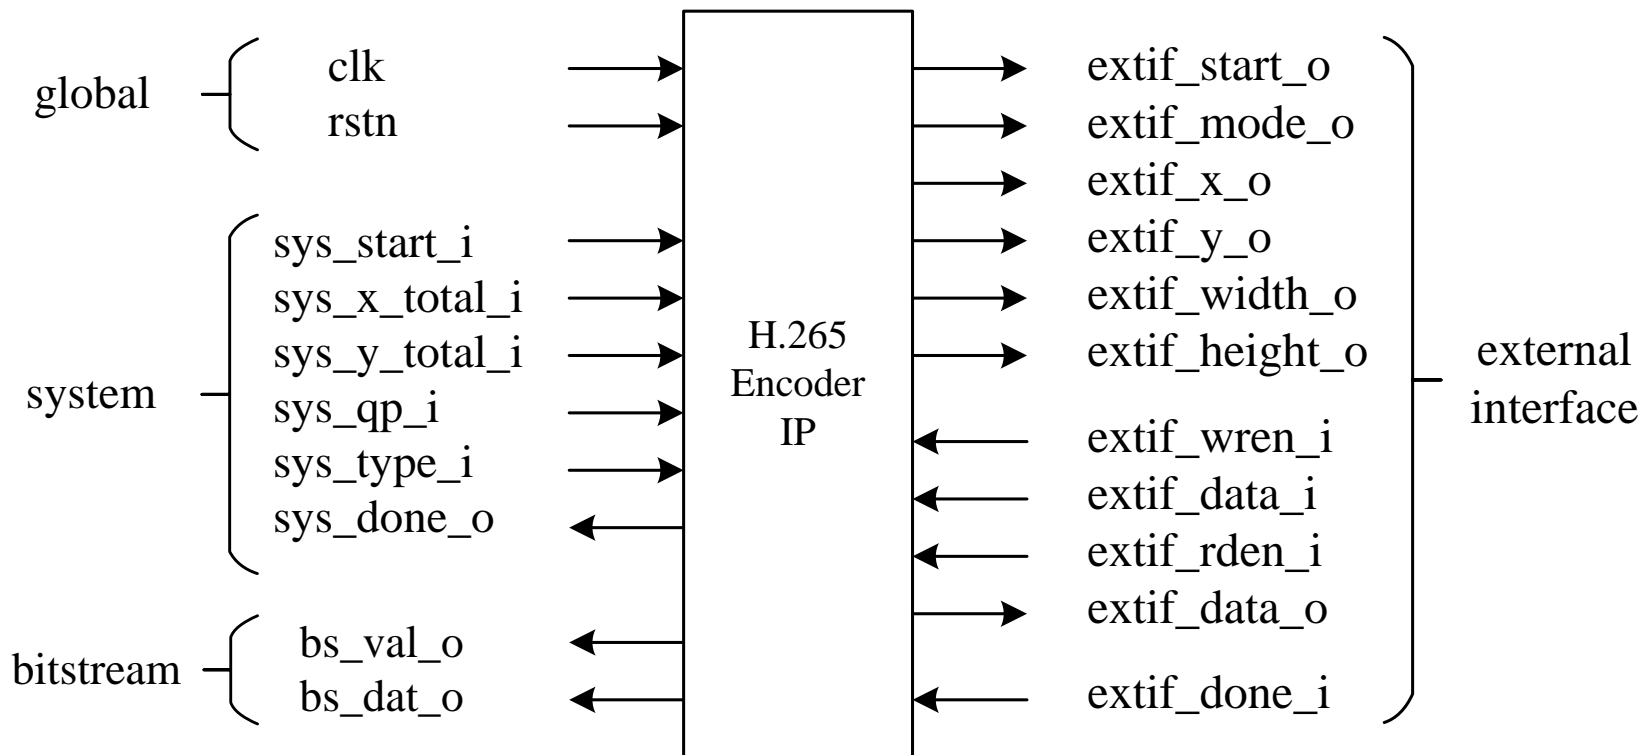 global
clk
rstn
system
sys_start_i
sys_x_total_i
sys_y_total_i
sys_qp_i
sys_type_i
sys_done_o
bitstream
bs_val_o
bs_dat_o
H.265
Encoder
IP
extif_start_o
extif_mode_o
extif_x_o
extif_y_o
extif_width_o
extif_height_o
extif_wren_i
extif_data_i
extif_rden_i
extif_data_o
extif_done_i
external
interface